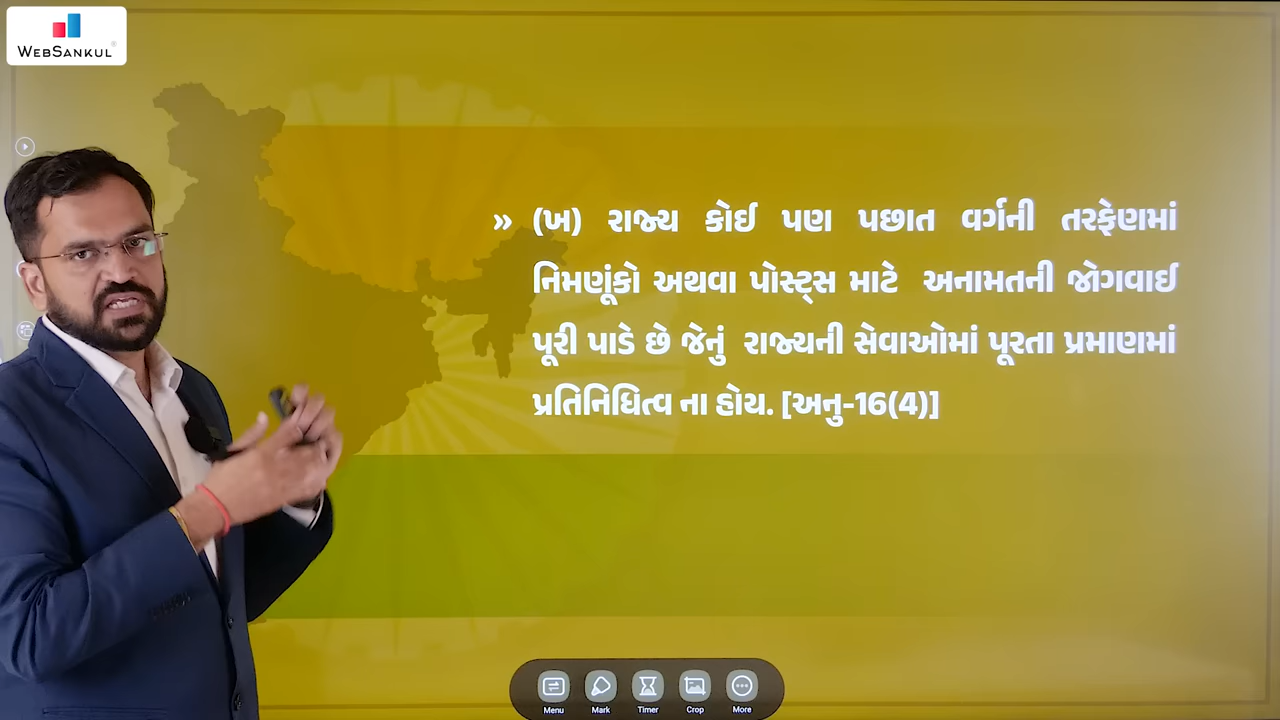 WEBSANKUL
» (ખ) રાજ્ય કોઈ પણ પછાત વર્ગની તરફેણમાં
નિમણૂંકો અથવા પોસ્ટ્સ માટે અનામતની જોગવાઈ
પૂરી પાડે છે જેનું રાજ્યની સેવાઓમાં પૂરતા પ્રમાણમાં
પ્રતિનિધિત્વ ના હોય. [અનુ-16(4)]
Menu Mark Timer Crop More